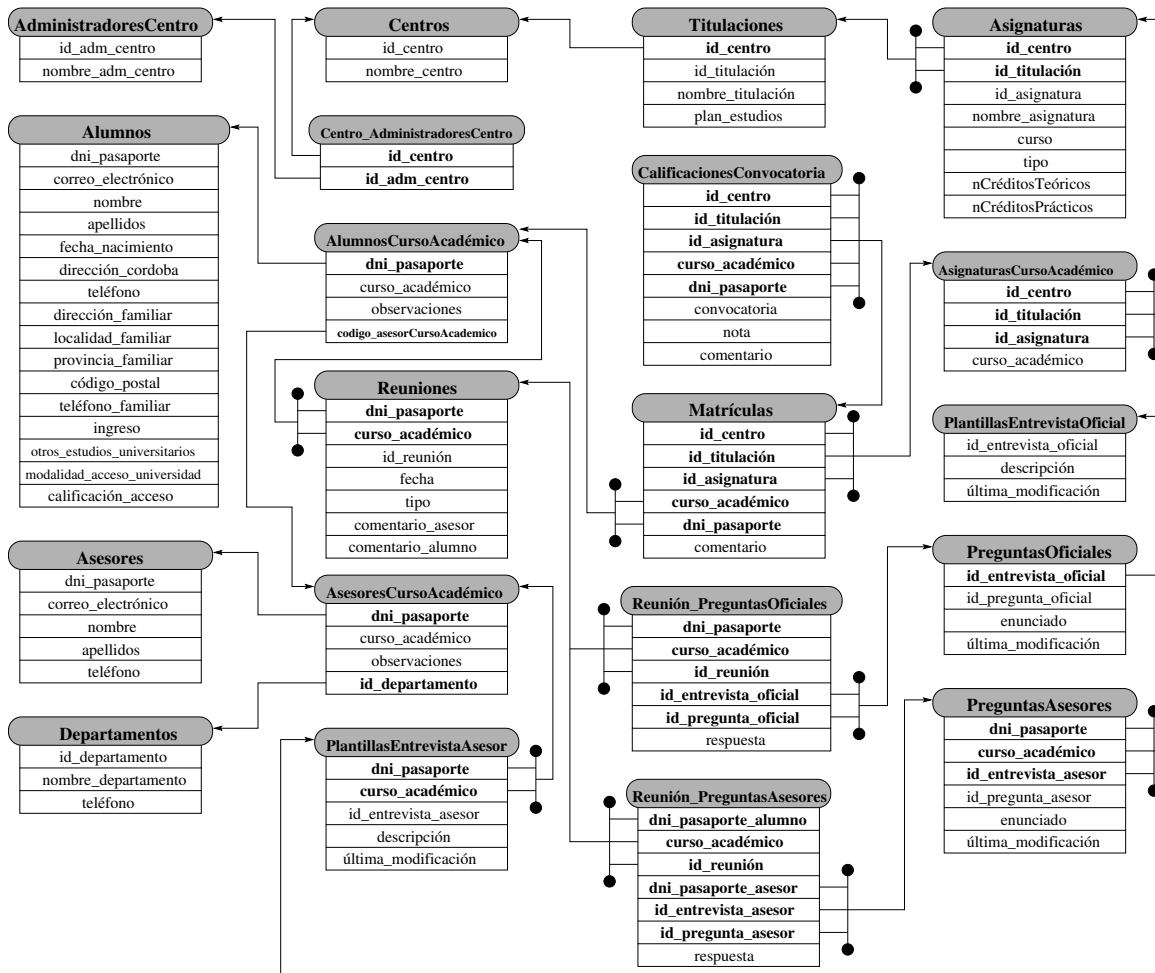 AdministradoresCentro
id_adm_centro
nombre_adm_centro
Alumnos
dni_pasaporte
correo_electrónico
nombre
apellidos
fecha_nacimiento
dirección_cordoba
teléfono
dirección_familiar
localidad_familiar
provincia_familiar
código_postal
teléfono_familiar
ingreso
otros_estudios_universitarios
modalidad_acceso_universidad
calificación_acceso
Asesores
dni_pasaporte
correo_electrónico
nombre
apellidos
teléfono
Departamentos
id_departamento
nombre_departamento
teléfono
Centros
id_centro
nombre_centro
Centro_AdministradoresCentro
id_centro
id_adm_centro
AlumnosCursoAcadémico
dni_pasaporte
curso_académico
observaciones
codigo_asesorCursoAcademico
Reuniones
dni_pasaporte
curso_académico
id_reunión
fecha
tipo
comentario_asesor
comentario_alumno
AsesoresCursoAcadémico
dni_pasaporte
curso_académico
observaciones
id_departamento
PlantillasEntrevistaAsesor
dni_pasaporte
curso_académico
id_entrevista_asesor
descripción
última_modificación
Titulaciones
id_centro
id_titulación
nombre_titulación
plan_estudios
CalificacionesConvocatoria
id_centro
id_titulación
id_asignatura
curso_académico
dni_pasaporte
convocatoria
nota
comentario
Matrículas
id_centro
id_titulación
id_asignatura
curso_académico
dni_pasaporte
comentario
Reunión_PreguntasOficiales
dni_pasaporte
curso_académico
id_reunión
id_entrevista_oficial
id_pregunta_oficial
respuesta
Reunión_PreguntasAsesores
dni_pasaporte_alumno
curso_académico
id_reunión
dni_pasaporte_asesor
id_entrevista_asesor
id_pregunta_asesor
respuesta
Asignaturas
id_centro
id_titulación
id_asignatura
nombre_asignatura
curso
tipo
nCréditosTeóricos
nCréditosPrácticos
AsignaturasCursoAcadémico
id_centro
id_titulación
id_asignatura
curso_académico
PlantillasEntrevistaOficial
id_entrevista_oficial
descripción
última_modificación
PreguntasOficiales
id_entrevista_oficial
id_pregunta_oficial
enunciado
última_modificación
PreguntasAsesores
dni_pasaporte
curso_académico
id_entrevista_asesor
id_pregunta_asesor
enunciado
última_modificación